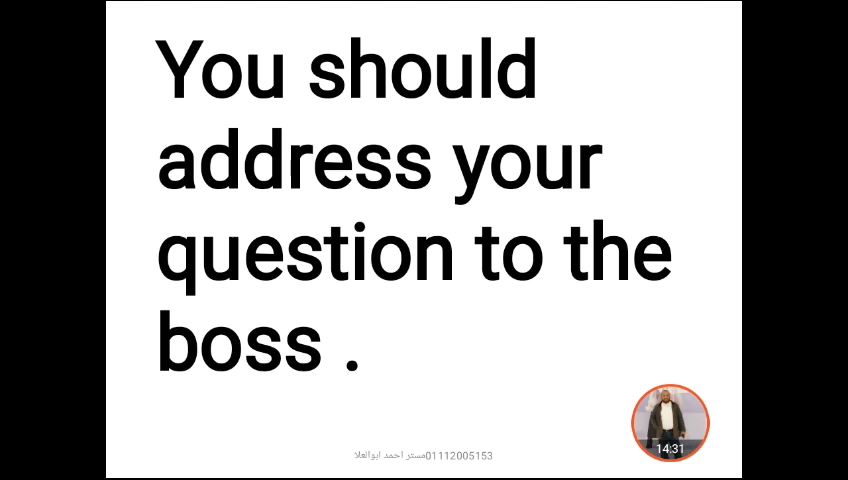 You should
address your
question to the
boss .
14:31
مستر احمد ابوالعلا01112005153